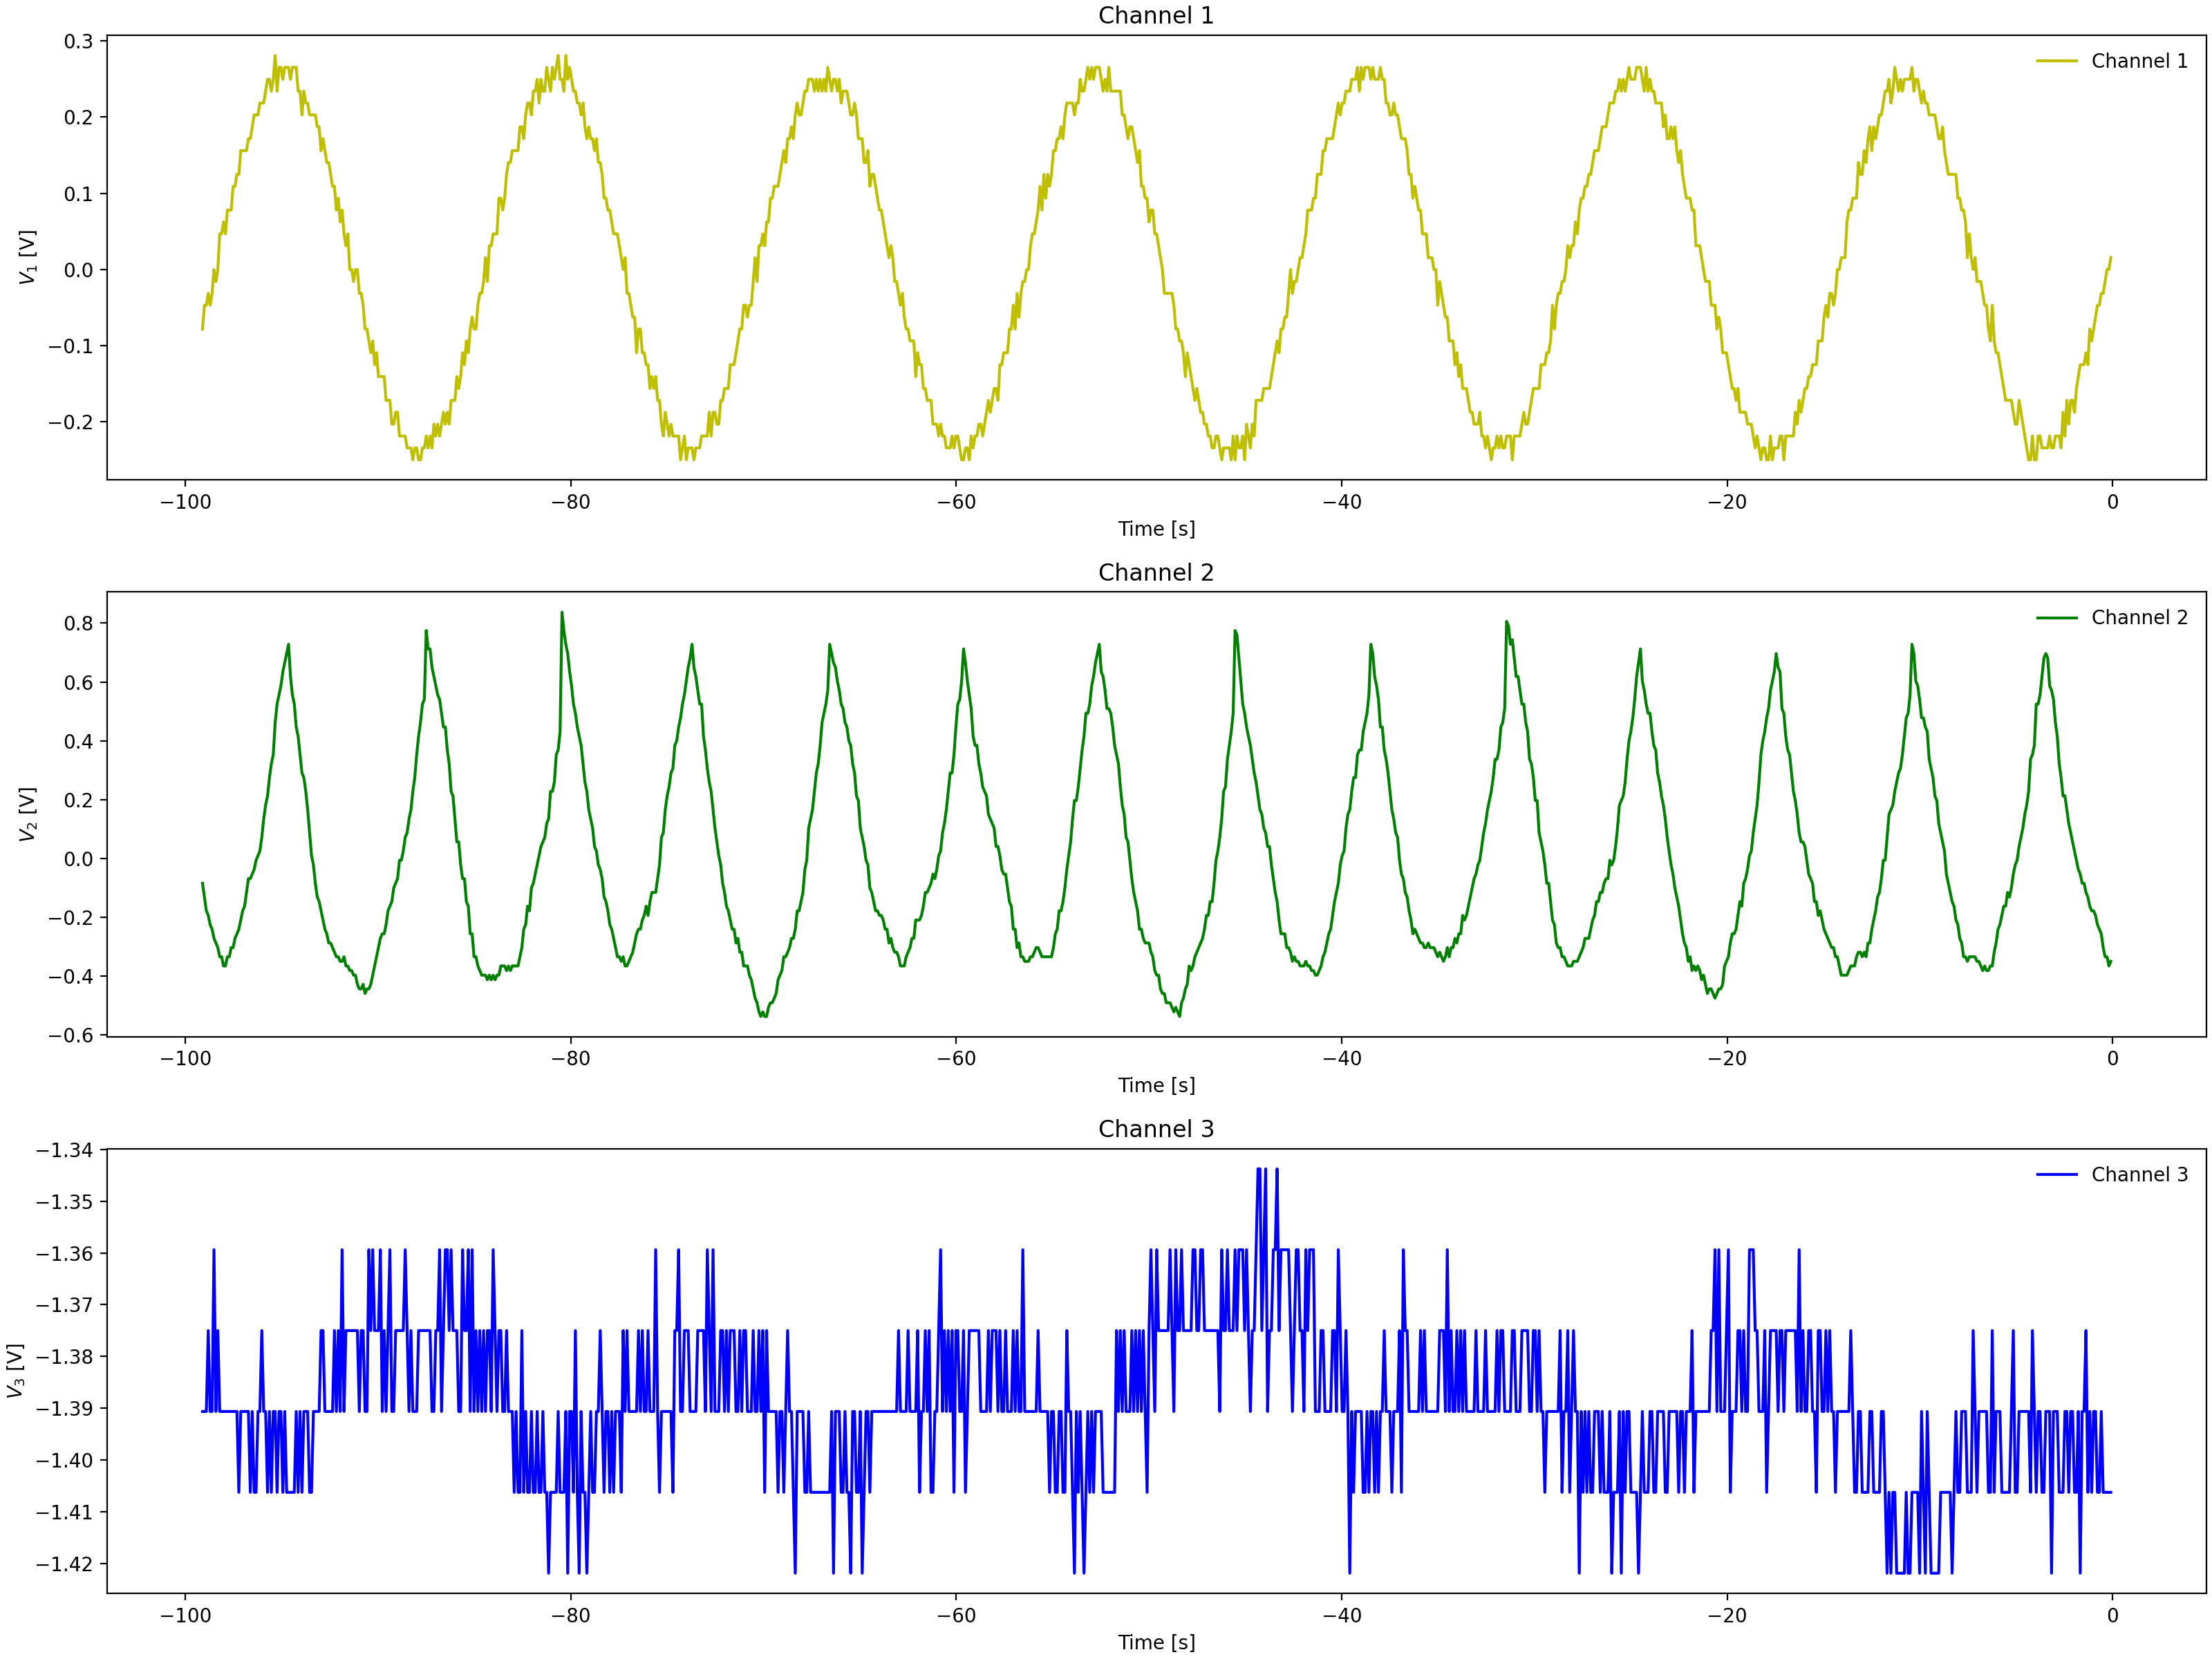 Channel 1
0.3
0.2
0.1
0.0
−0.1
−0.2
V1 [V]
Channel 1
−100 −80 −60 −40 −20 0
Time [s]
Channel 2
0.8
0.6
0.4
0.2
0.0
−0.2
−0.4
−0.6
V2 [V]
Channel 2
−100 −80 −60 −40 −20 0
Time [s]
Channel 3
−1.34
−1.35
−1.36
−1.37
−1.38
−1.39
−1.40
−1.41
−1.42
V3 [V]
Channel 3
−100 −80 −60 −40 −20 0
Time [s]